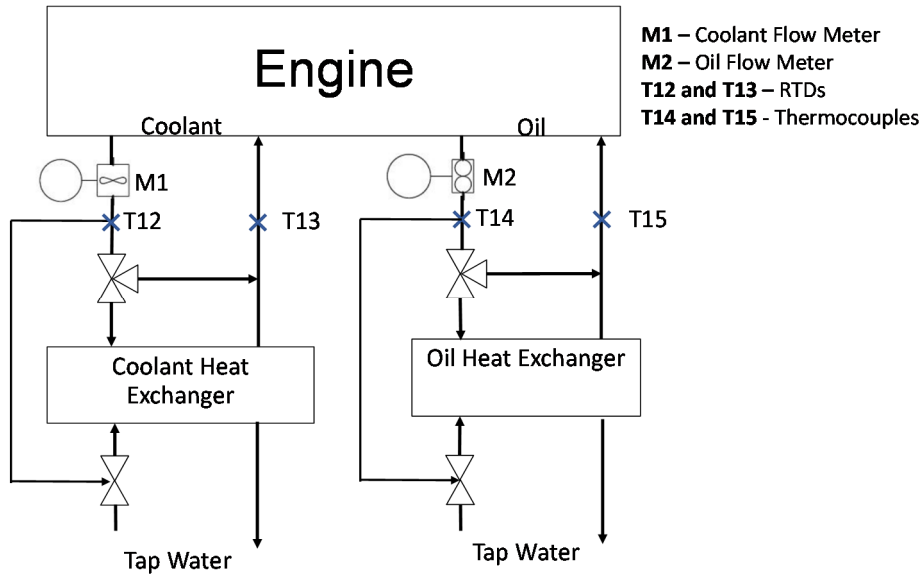 Engine
Coolant
Oil
M1 – Coolant Flow Meter
M2 – Oil Flow Meter
T12 and T13 – RTDs
T14 and T15 - Thermocouples
M1
M2
T12
T13
T14
T15
Coolant Heat
Exchanger
Oil Heat Exchanger
Tap Water
Tap Water